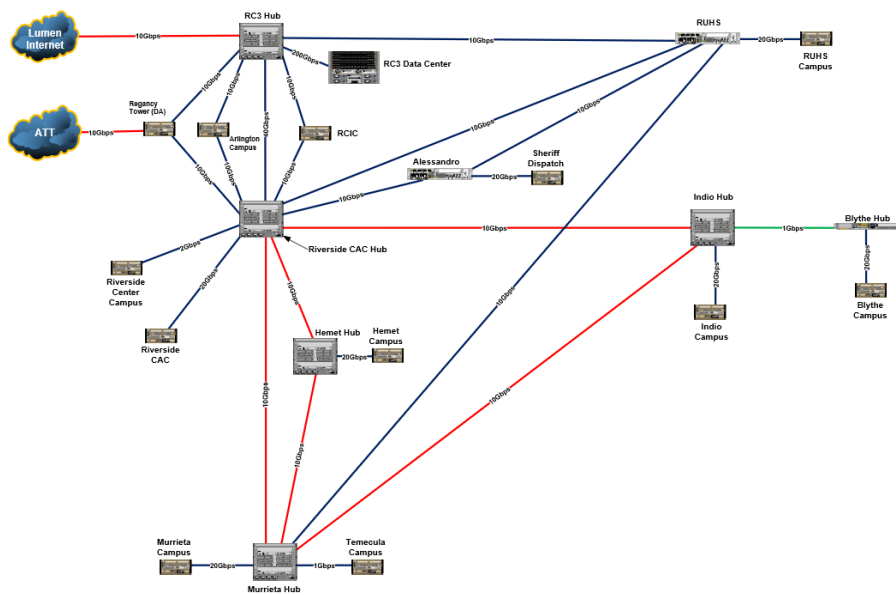 RC3 Hub
RUHS
Lumen
Internet
10Gbps
10Gbps
20Gbps
RUHS
Campus
200Gbps
RC3 Data Center
10Gbps
10Gbps
40Gbps
10Gbps
Regancy
Tower (DA)
ATT
10Gbps
Arlington
Campus
RCIC
10Gbps
10Gbps
10Gbps
10Gbps
10Gbps
Alessandro
Sheriff
Dispatch
20Gbps
10Gbps
Indio Hub
Blythe Hub
10Gbps
1Gbps
Riverside CAC Hub
2Gbps
20Gbps
20Gbps
20Gbps
Riverside
Center
Campus
10Gbps
10Gbps
Blythe
Campus
Indio
Campus
Riverside
CAC
Hemet Hub
Hemet
Campus
20Gbps
10Gbps
10Gbps
10Gbps
Murrieta
Campus
Temecula
Campus
20Gbps
1Gbps
Murrieta Hub